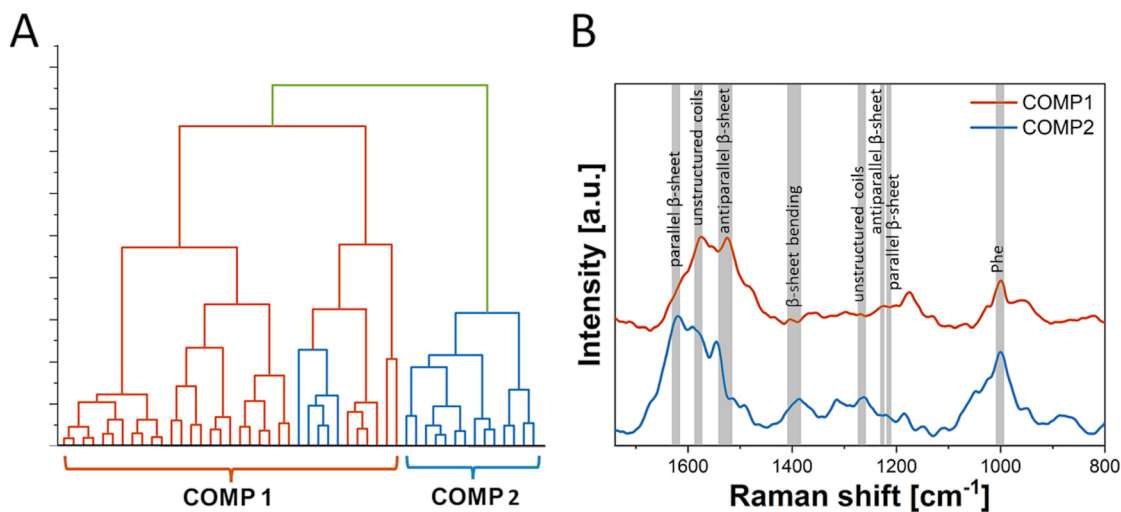 A
COMP 1
COMP 2
B
COMP1
COMP2
parallel β-sheet
unstructured coils
antiparallel β-sheet
β-sheet bending
unstructured coils
antiparallel β-sheet
parallel β-sheet
Phe
Intensity [a.u.]
1600
1400
1200
1000
800
Raman shift [cm⁻¹]